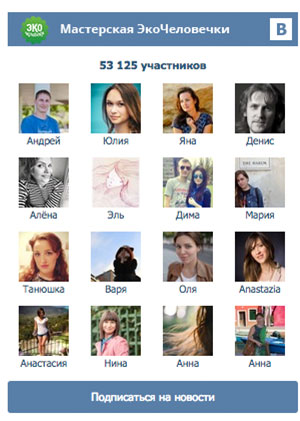 ЭКО
Мастерская ЭкоЧеловечки
B
53 125 участников
Андрей Юлия Яна Денис
Алёна Эль Дима Мария
Танюшка Варя Оля Anastazia
Анастасия Нина Анна Анна
Подписаться на новости